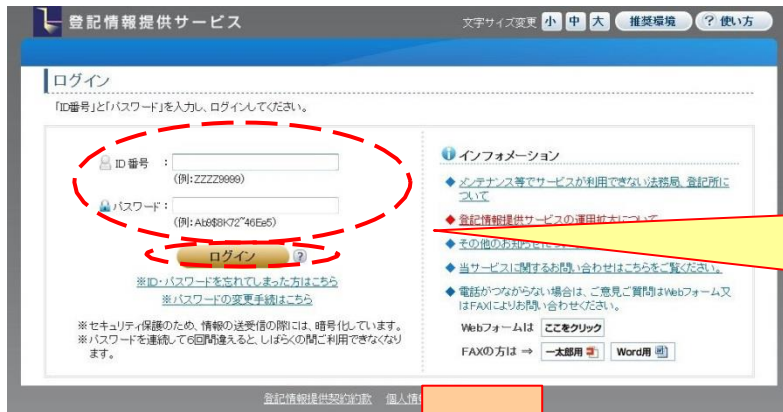 登記情報提供サービス
文字サイズ変更 小 中 大 推奨環境 ? 使い方
ログイン
「ID番号」と「パスワード」を入力し、ログインしてください。
ID 番号 :
(例:ZZZZ9999)
パスワード:
(例:Ab9$8K72~46Ee5)
ログイン ?
※ID・パスワードを忘れてしまった方はこちら
※パスワードの変更手続はこちら
※セキュリティ保護のため、情報の送受信の際には、暗号化しています。
※パスワードを連続して6回間違えると、しばらくの間ご利用できなくなり
ます。
インフォメーション
メンテナンス等でサービスが利用できない法務局、登記所に
ついて
登記情報提供サービスの運用拡大について
その他のお知らせ
当サービスに関するお問い合わせはこちらをご覧ください。
電話がつながらない場合は、ご意見ご質問はWebフォーム又
はFAXによりお問い合わせください。
Webフォームは ここをクリック
FAXの方は ⇒ 一太郎用 Word用
登記情報提供契約約款 個人情